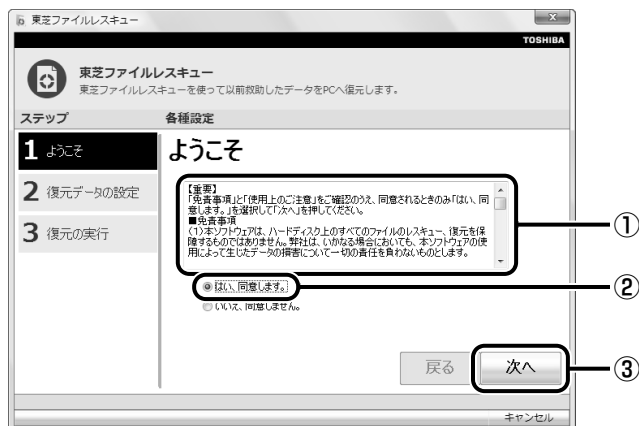 東芝ファイルレスキュー
TOSHIBA
東芝ファイルレスキュー
東芝ファイルレスキューを使って以前救助したデータをPCへ復元します。
ステップ
各種設定
1 ようこそ
2 復元データの設定
3 復元の実行
ようこそ
【重要】
「免責事項」と「使用上のご注意」をご確認のうえ、同意されるときのみ「はい、同
意します。」を選択して「次へ」を押してください。
■免責事項
(1)本ソフトウェアは、ハードディスク上のすべてのファイルのレスキュー、復元を保
障するものではありません。弊社は、いかなる場合においても、本ソフトウェアの使
用によって生じたデータの損害について一切の責任を負わないものとします。
①
はい、同意します。
②
いいえ、同意しません。
戻る
次へ
③
キャンセル